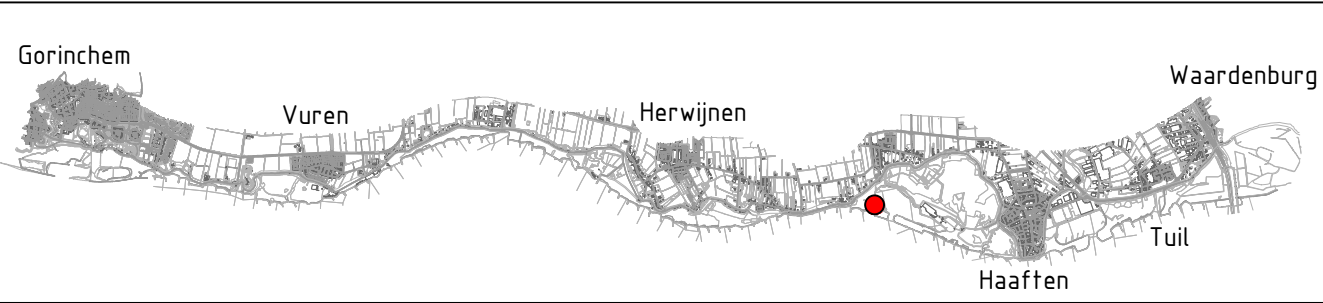 Gorinchem
Vuren
Herwijnen
Waardenburg
Tuil
Haaften